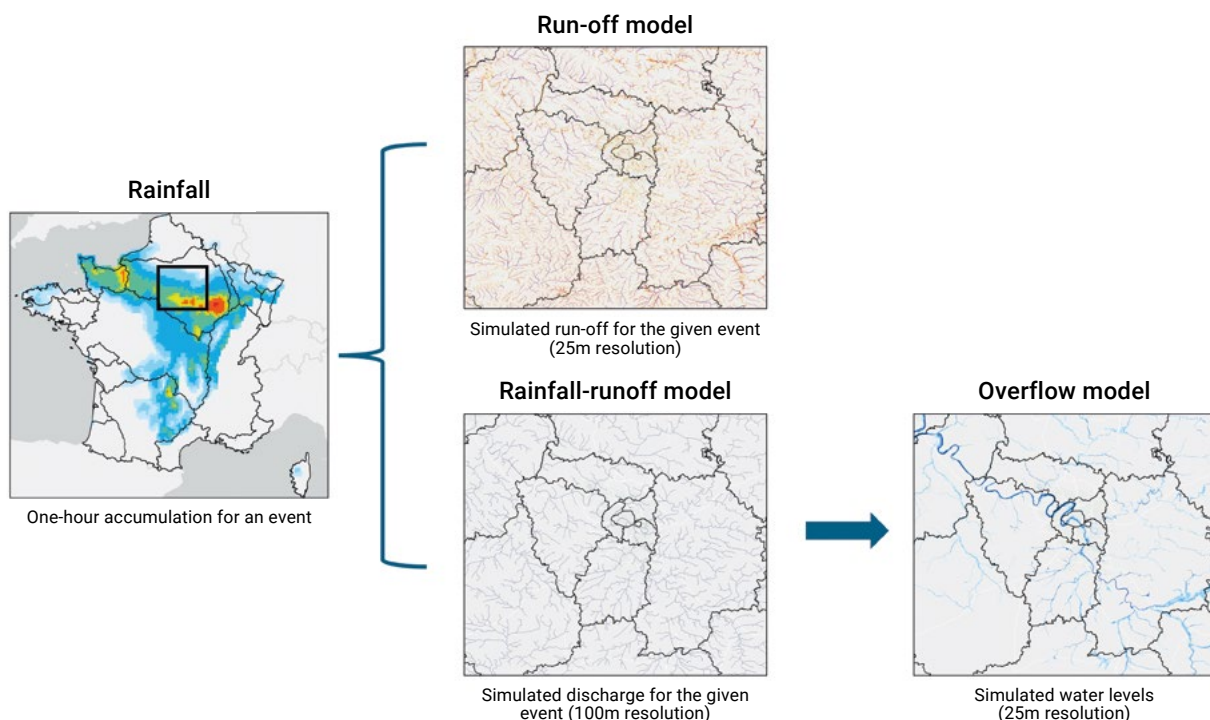 Run-off model
Rainfall
Simulated run-off for the given event
(25m resolution)
One-hour accumulation for an event
Rainfall-runoff model
Overflow model
Simulated discharge for the given
event (100m resolution)
Simulated water levels
(25m resolution)